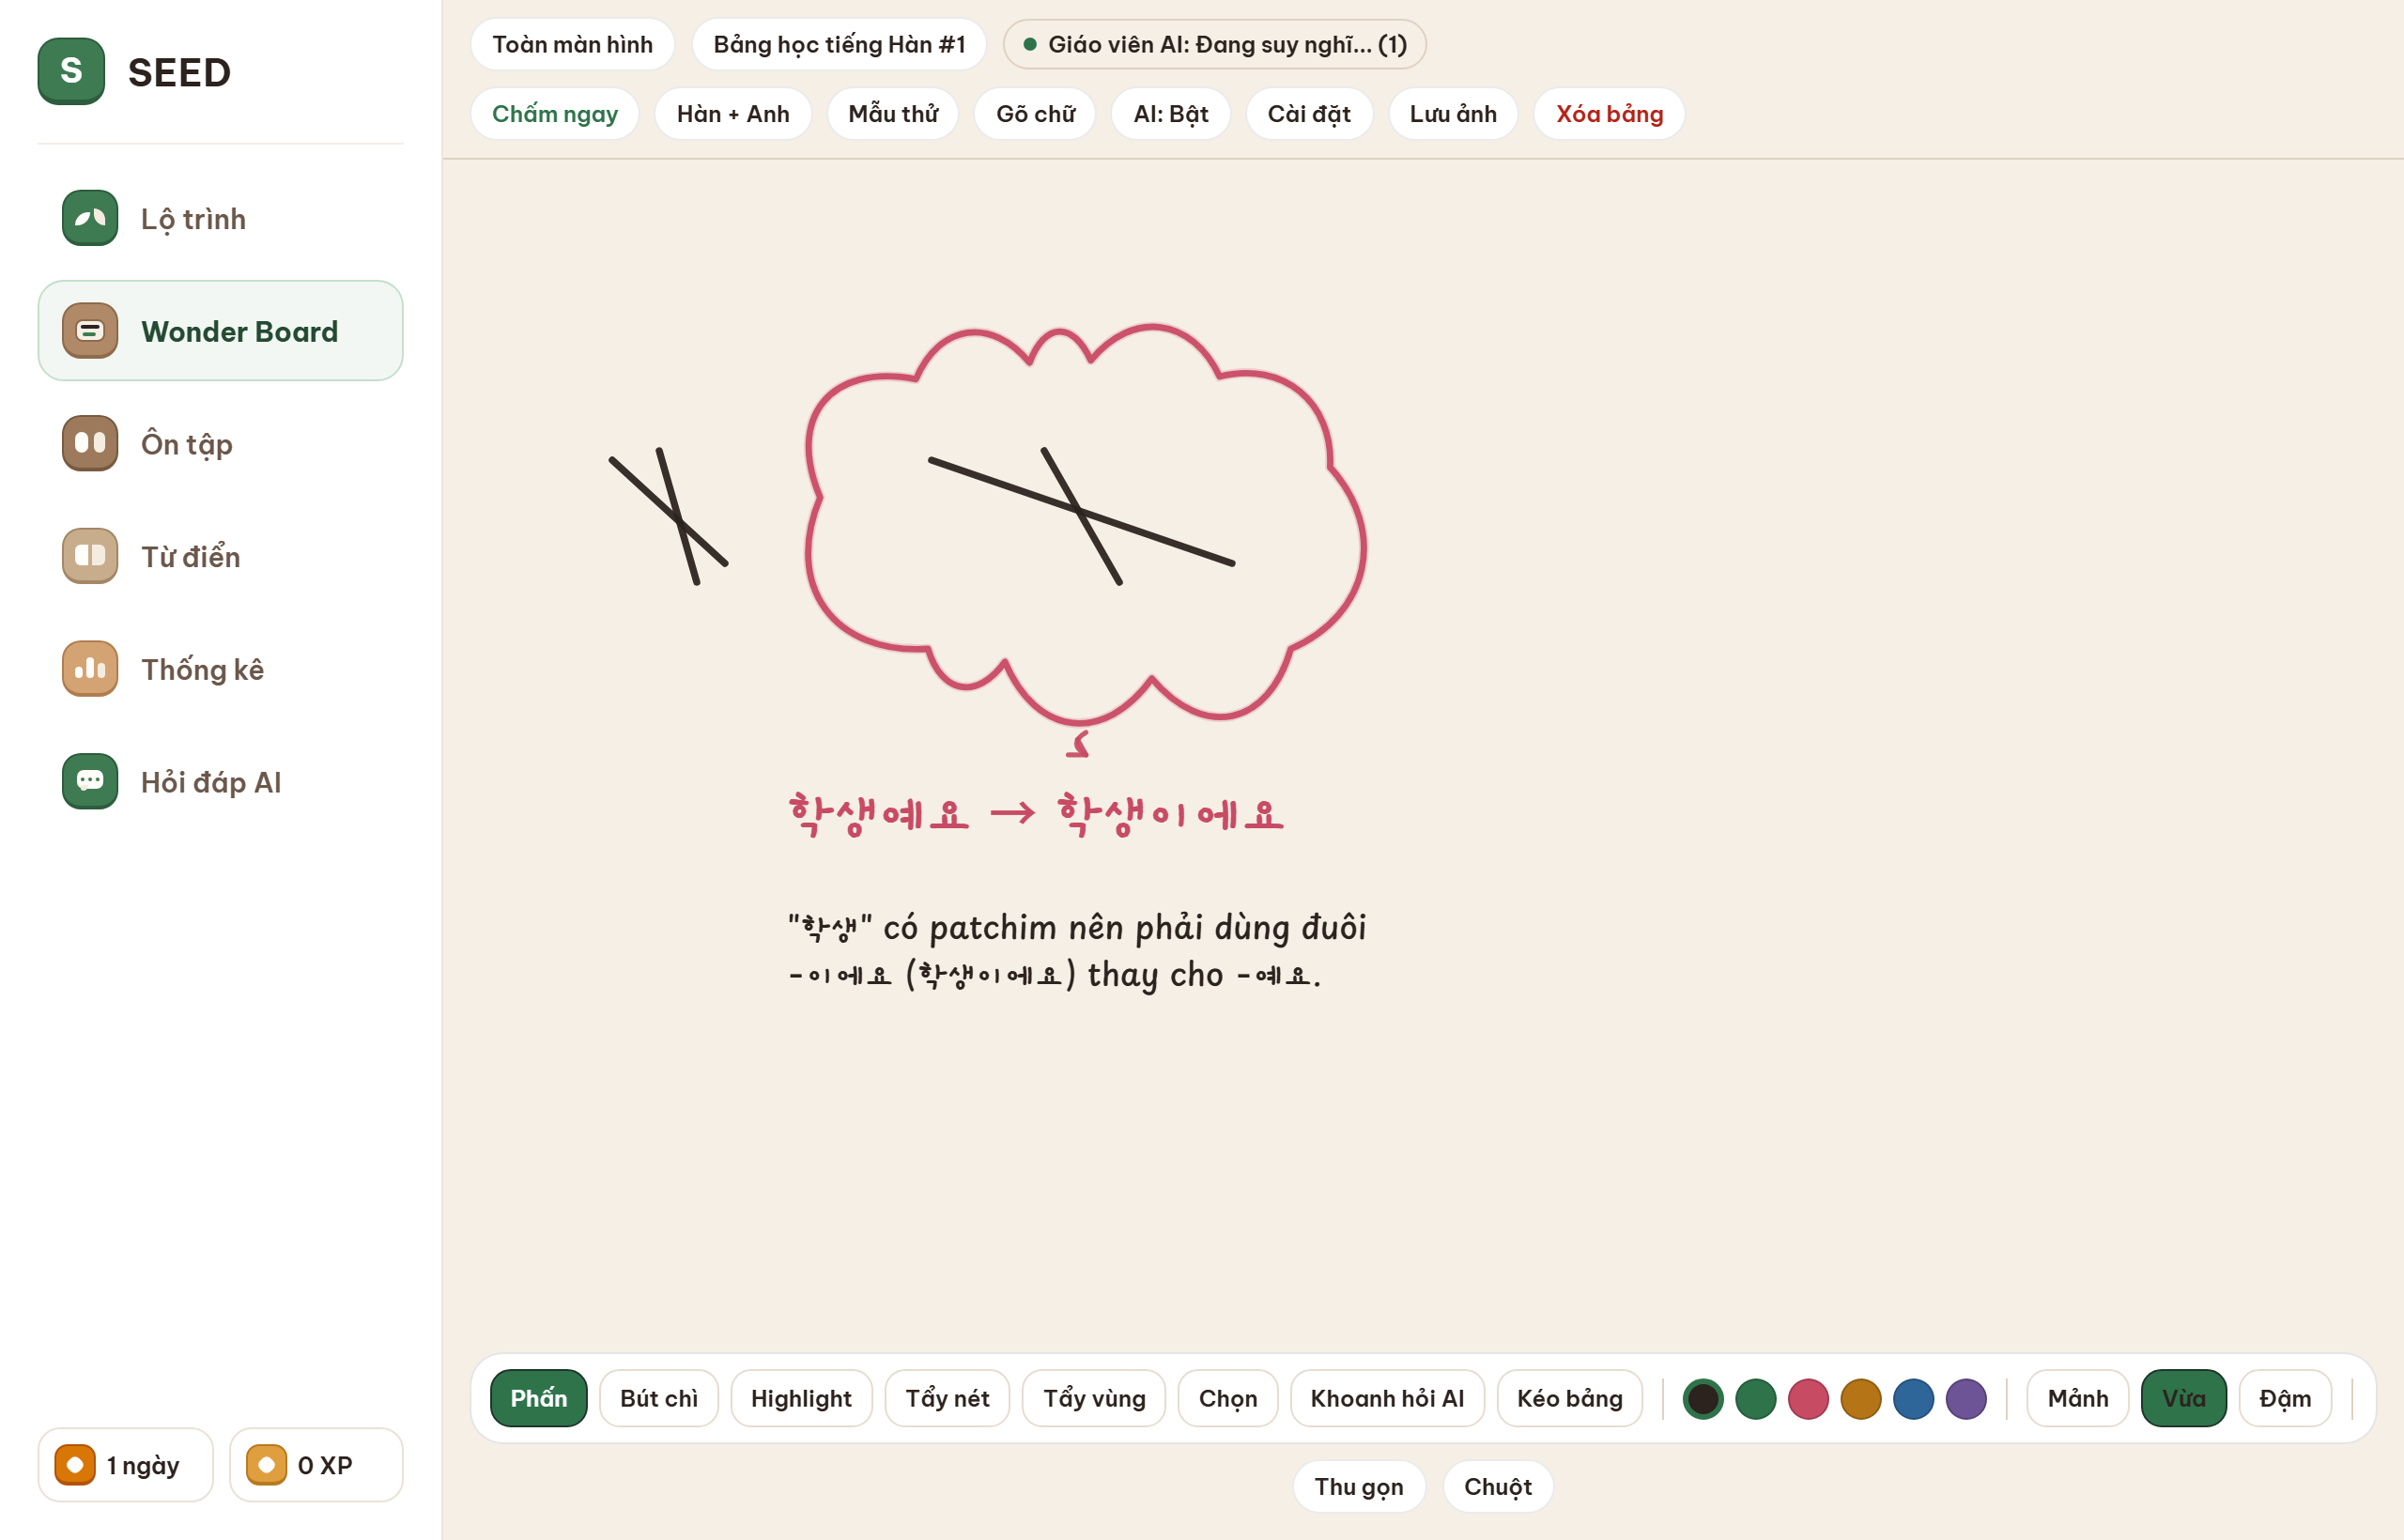 S
SEED
Lộ trình
Wonder Board
Ôn tập
Từ điển
Thống kê
Hỏi đáp AI
1 ngày
0 XP
Toàn màn hình
Bảng học tiếng Hàn #1
Giáo viên AI: Đang suy nghĩ... (1)
Chấm ngay
Hàn + Anh
Mẫu thử
Gõ chữ
AI: Bật
Cài đặt
Lưu ảnh
Xóa bảng
학생예요 → 학생이에요
"학생" có patchim nên phải dùng đuôi
-이에요 (학생이에요) thay cho -예요.
Phấn
Bút chì
Highlight
Tẩy nét
Tẩy vùng
Chọn
Khoanh hỏi AI
Kéo bảng
Mảnh
Vừa
Đậm
Thu gọn
Chuột